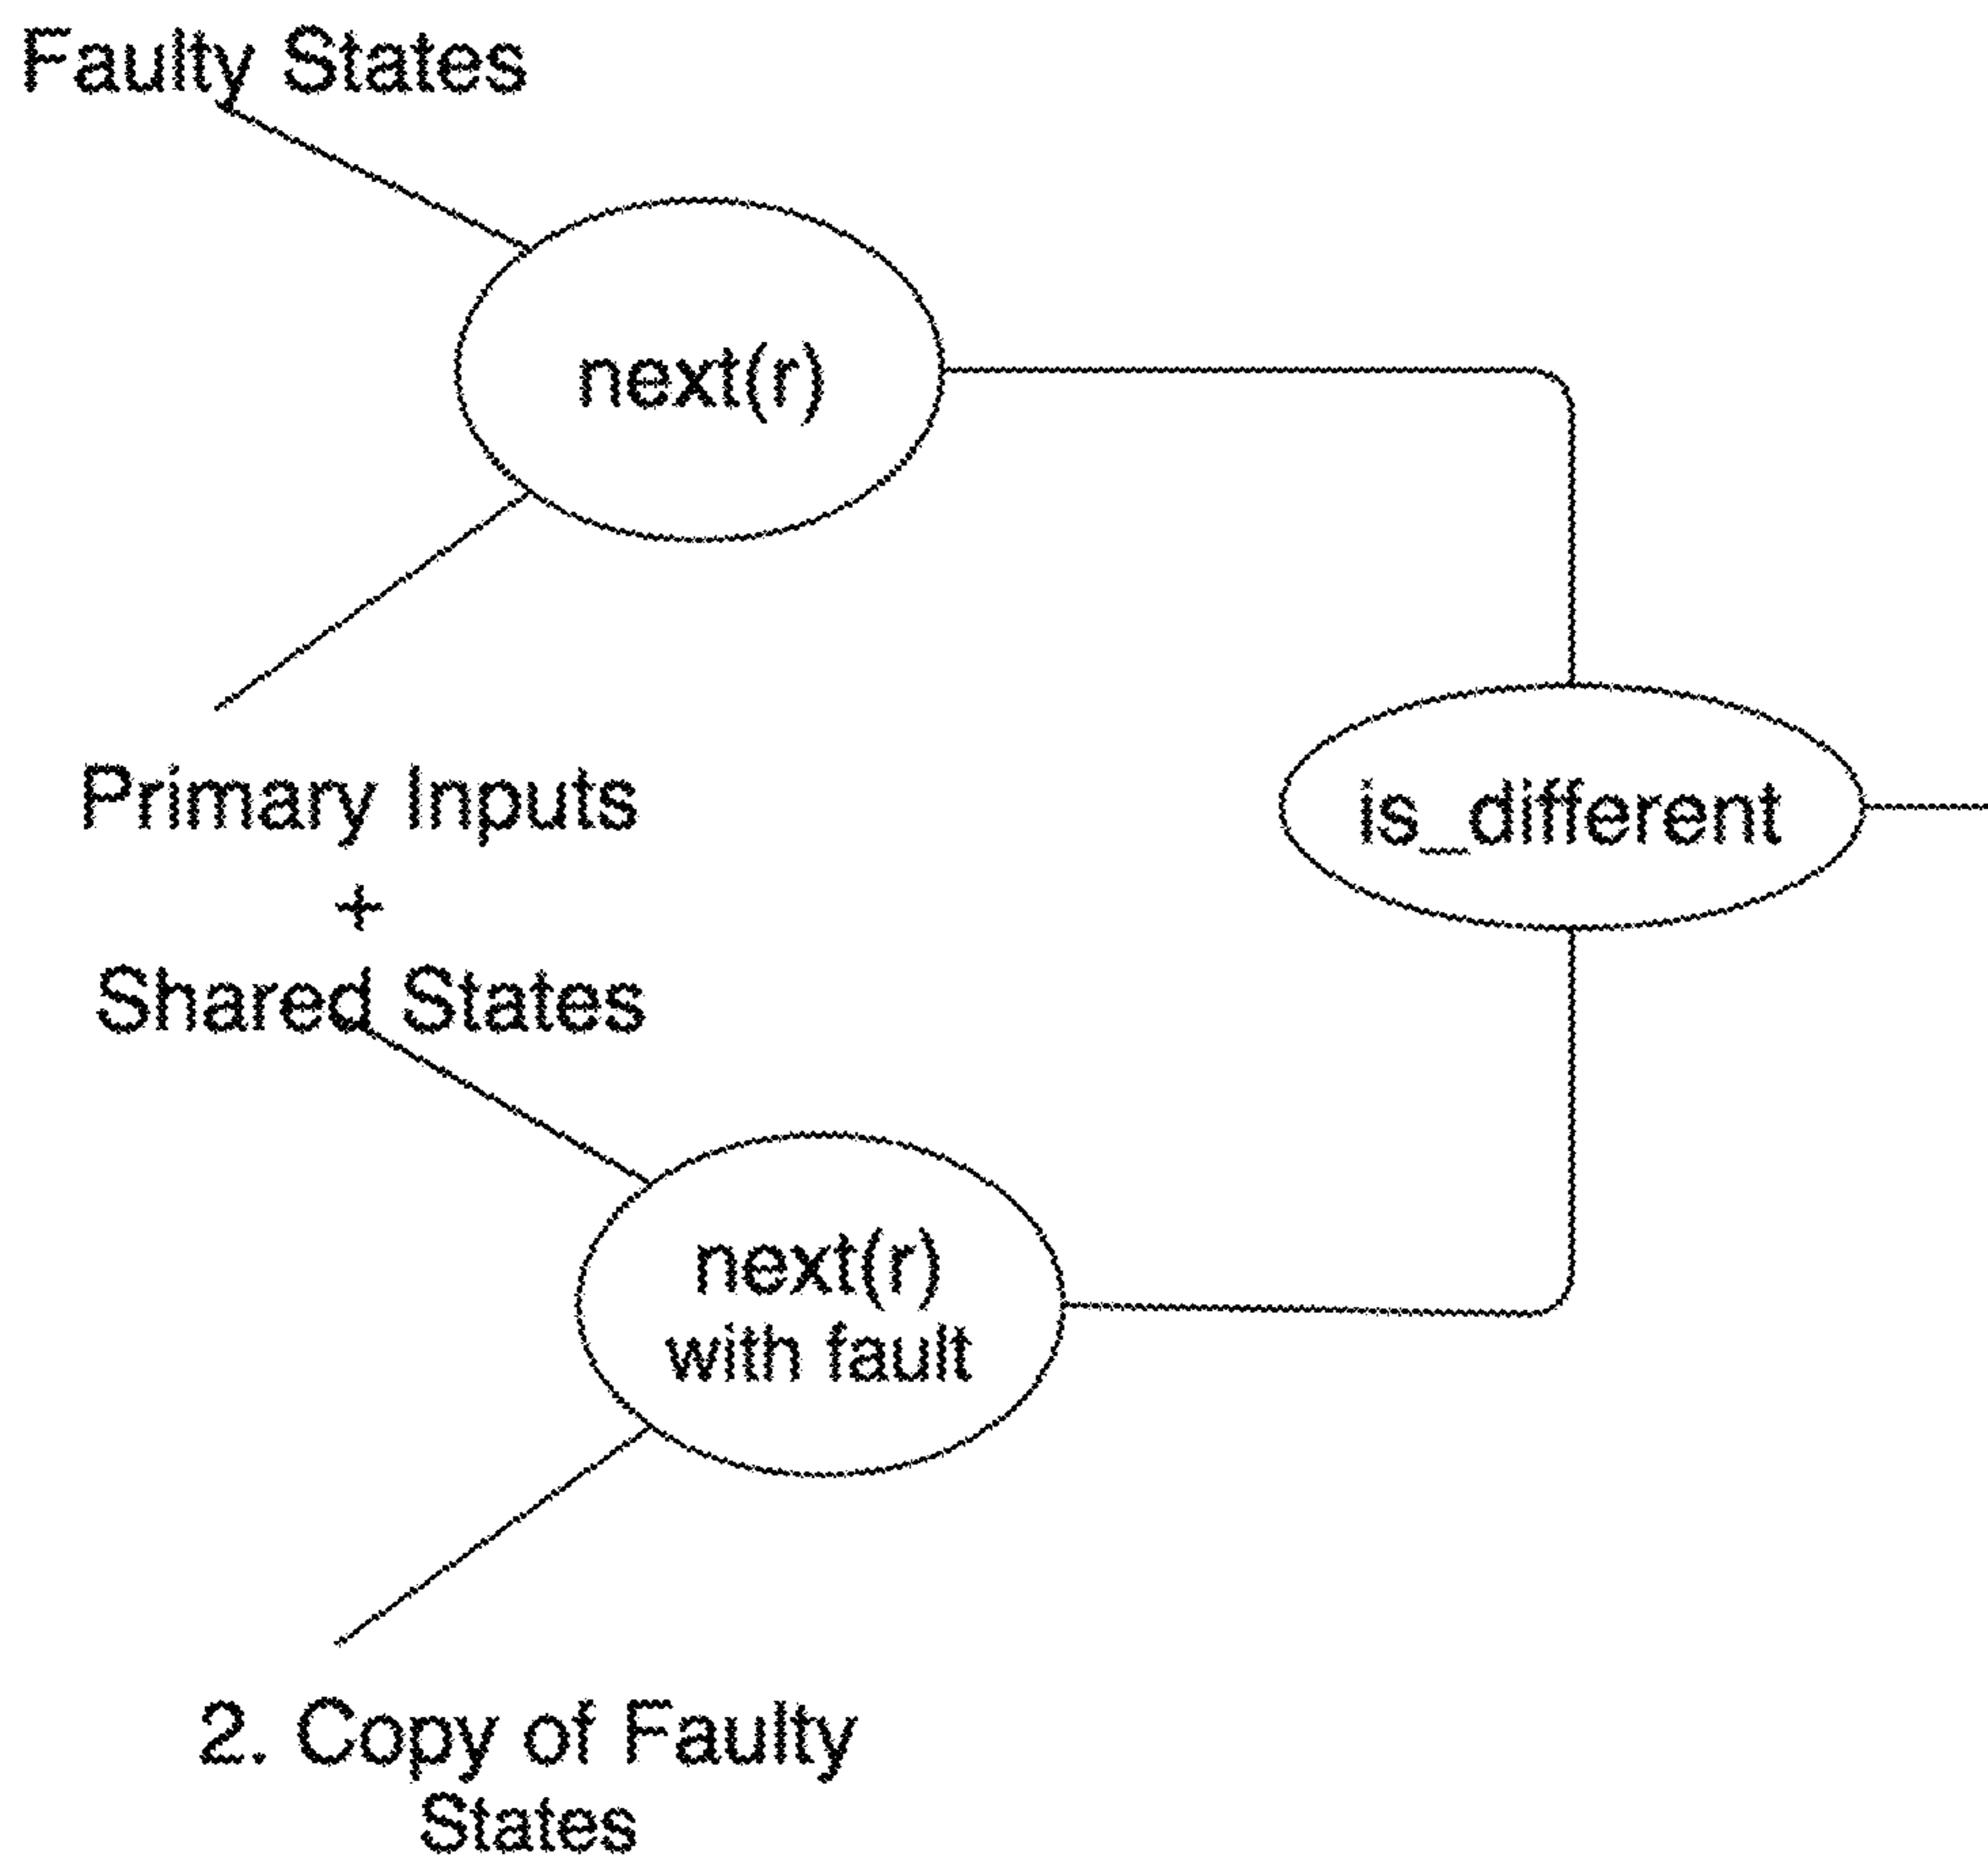 Faulty States
next(r)
Primary Inputs
+
Shared States
is_different
next(r)
with fault
2. Copy of Faulty
States